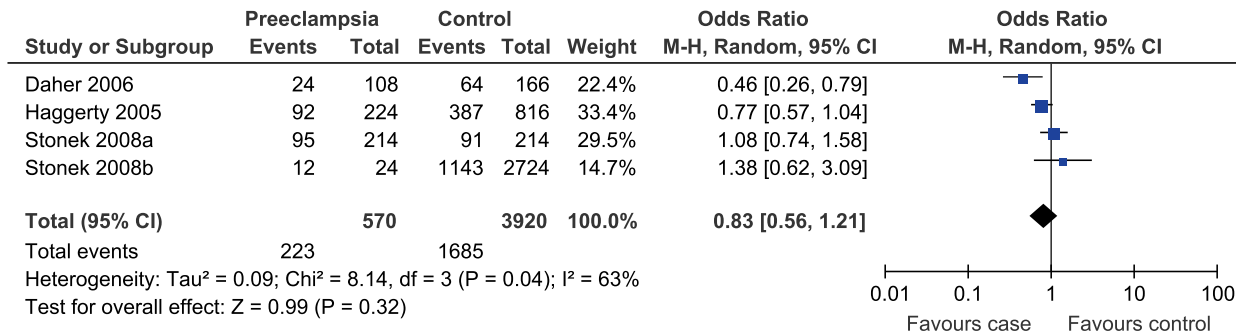 Preeclampsia Control Odds Ratio Odds Ratio
Study or Subgroup Events Total Events Total Weight M-H, Random, 95% CI M-H, Random, 95% CI
Daher 2006 24 108 64 166 22.4% 0.46 [0.26, 0.79]
Haggerty 2005 92 224 387 816 33.4% 0.77 [0.57, 1.04]
Stonek 2008a 95 214 91 214 29.5% 1.08 [0.74, 1.58]
Stonek 2008b 12 24 1143 2724 14.7% 1.38 [0.62, 3.09]
Total (95% CI) 570 3920 100.0% 0.83 [0.56, 1.21]
Total events 223 1685
Heterogeneity: Tau² = 0.09; Chi² = 8.14, df = 3 (P = 0.04); I² = 63%
Test for overall effect: Z = 0.99 (P = 0.32)
0.01 0.1 1 10 100
Favours case Favours control